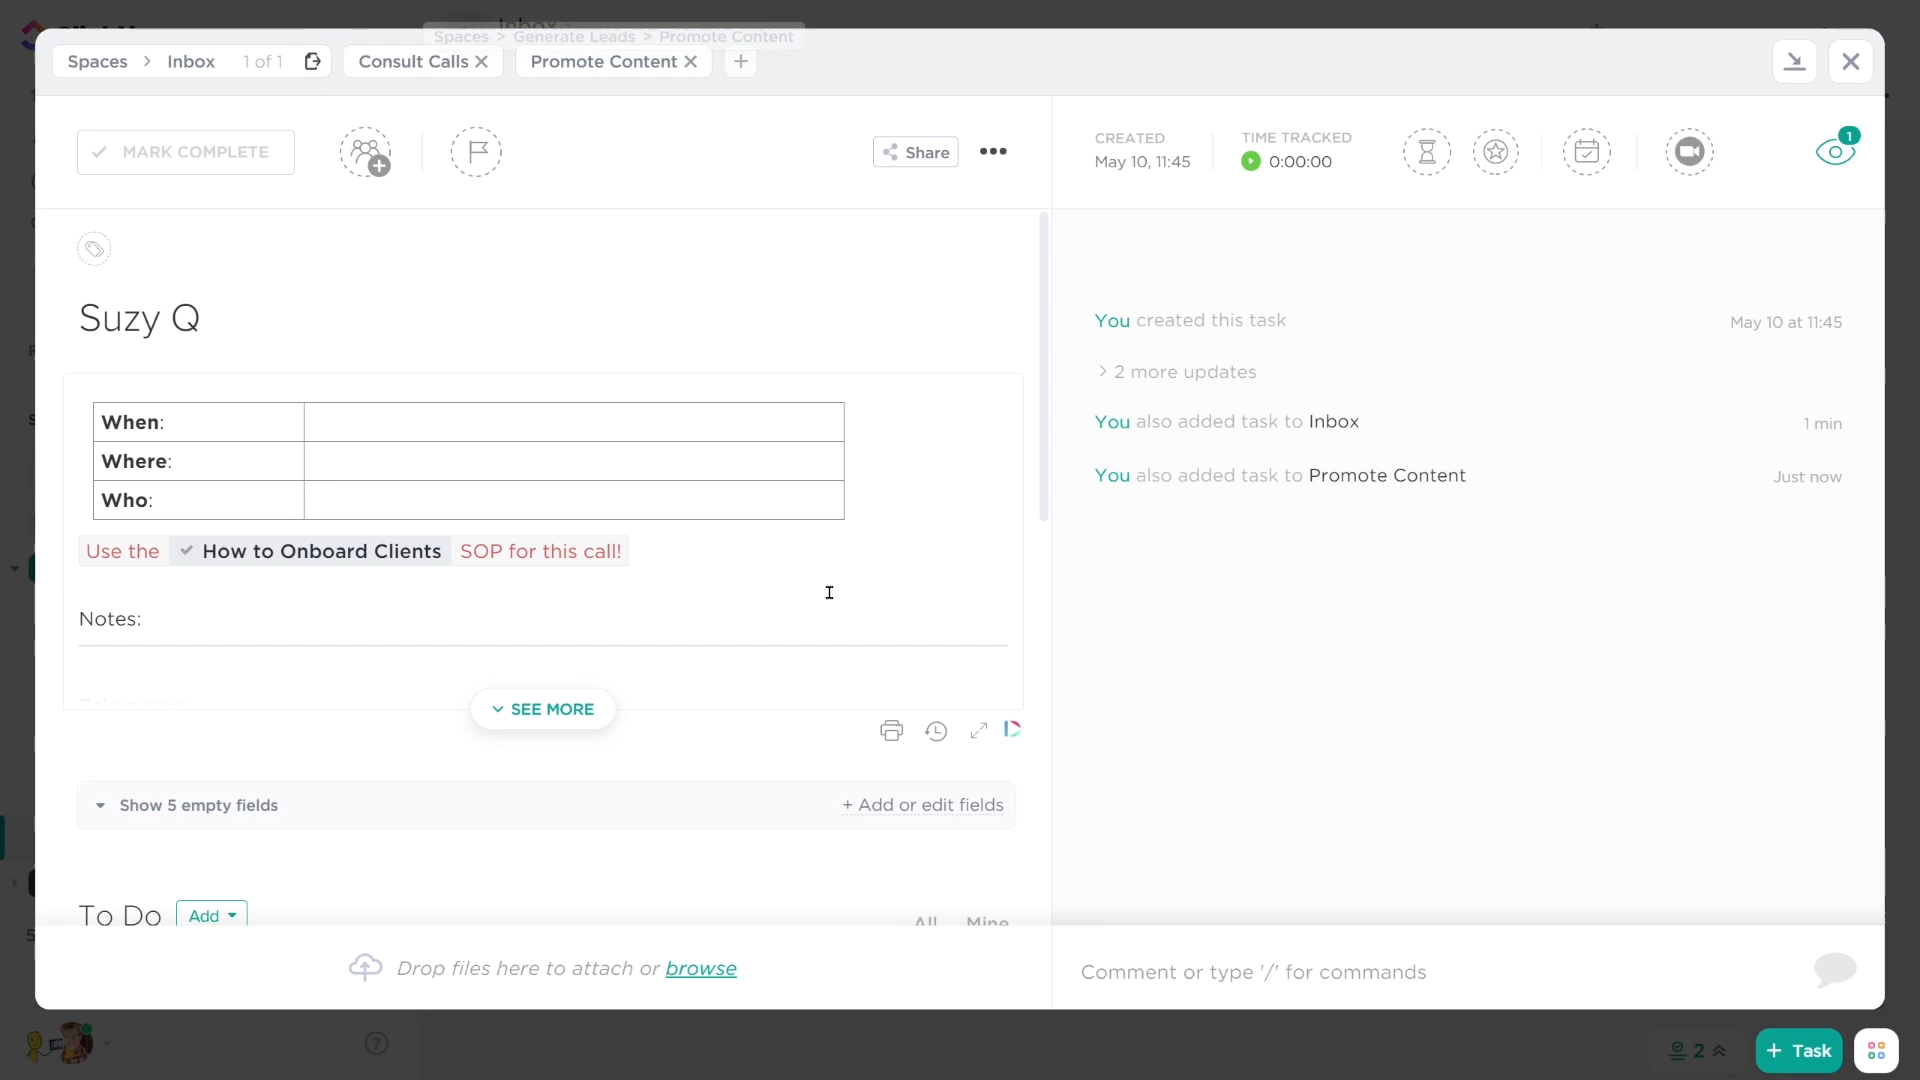 Inbox
Spaces > Generate Leads > Promote Content
Spaces > Inbox 1 of 1
Consult Calls
Promote Content
MARK COMPLETE
Share
CREATED
May 10, 11:45
TIME TRACKED
0:00:00
1
Suzy Q
When:
Where:
Who:
Use the How to Onboard Clients SOP for this call!
Notes:
SEE MORE
Show 5 empty fields
+ Add or edit fields
To Do
Add
All
Mine
Drop files here to attach or browse
You created this task
May 10 at 11:45
2 more updates
You also added task to Inbox
1 min
You also added task to Promote Content
Just now
Comment or type '/' for commands
2
+ Task